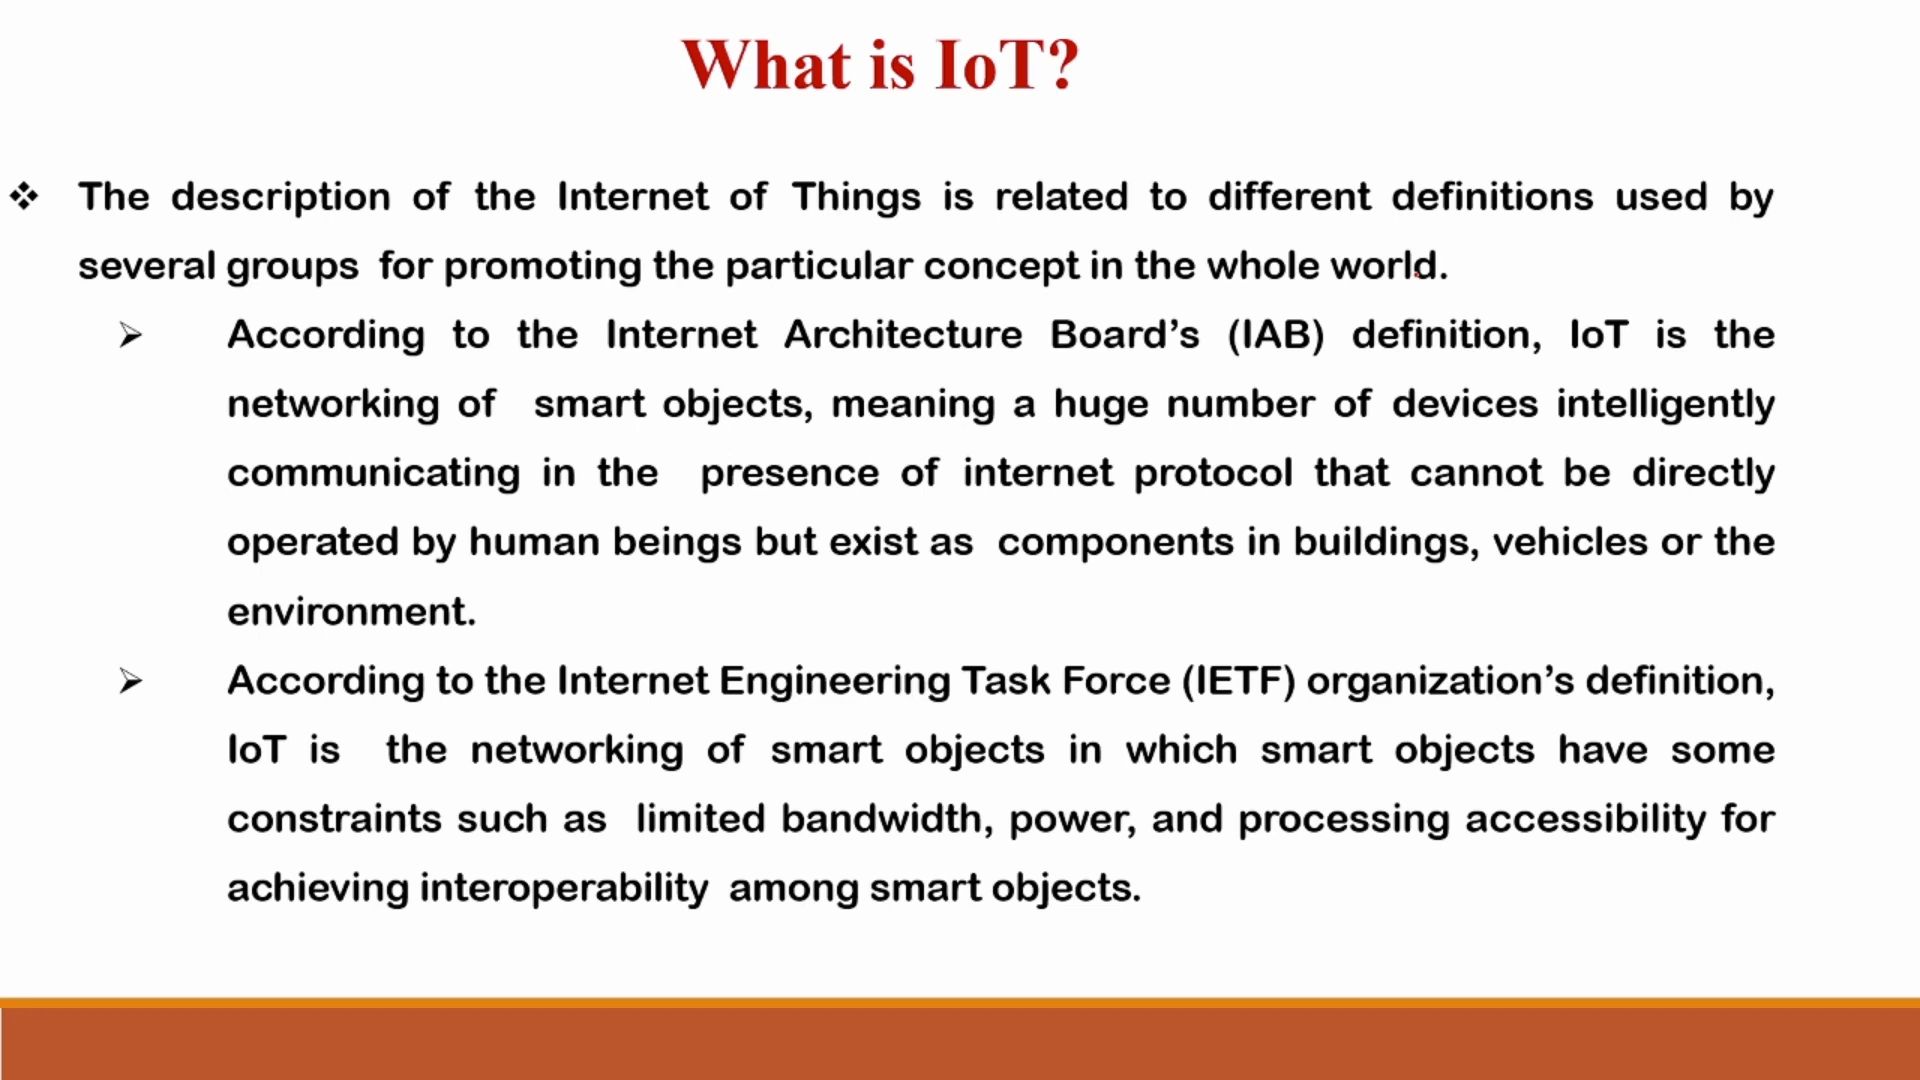 What is IoT?
❖ The description of the Internet of Things is related to different definitions used by
several groups for promoting the particular concept in the whole world.
➢ According to the Internet Architecture Board’s (IAB) definition, IoT is the
networking of smart objects, meaning a huge number of devices intelligently
communicating in the presence of internet protocol that cannot be directly
operated by human beings but exist as components in buildings, vehicles or the
environment.
➢ According to the Internet Engineering Task Force (IETF) organization’s definition,
IoT is the networking of smart objects in which smart objects have some
constraints such as limited bandwidth, power, and processing accessibility for
achieving interoperability among smart objects.